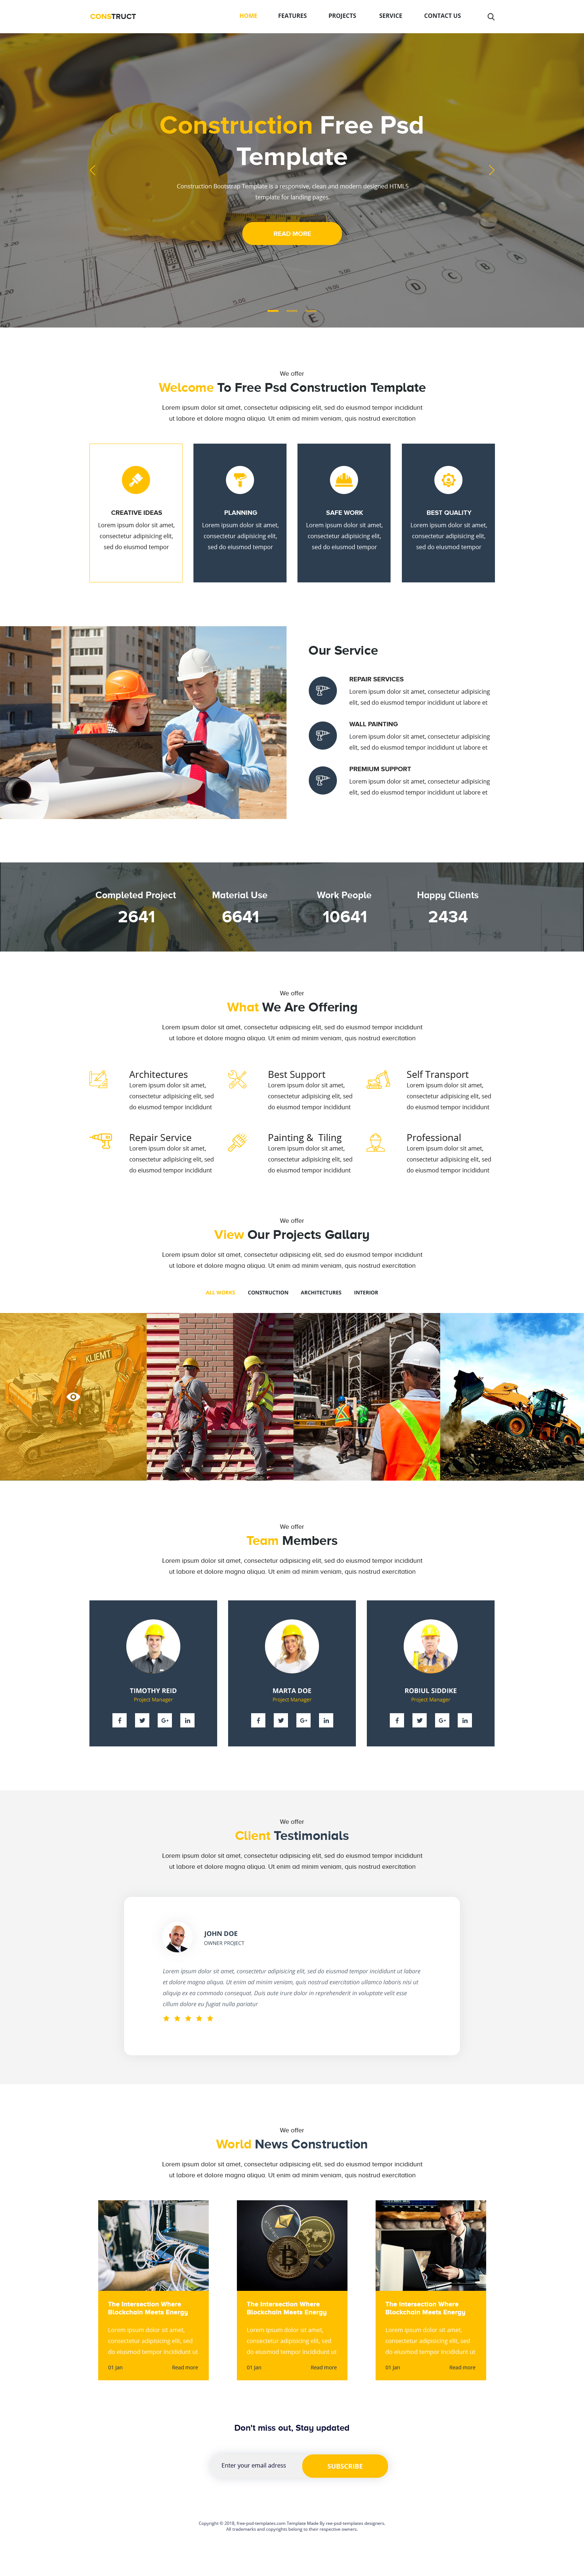 CONSTRUCT
HOME FEATURES PROJECTS SERVICE CONTACT US
Construction Free Psd
Template
Construction Bootstrap Template is a responsive, clean and modern designed HTML5
template for landing pages.
READ MORE
We offer
Welcome To Free Psd Construction Template
Lorem ipsum dolor sit amet, consectetur adipisicing elit, sed do eiusmod tempor incididunt
ut labore et dolore magna aliqua. Ut enim ad minim veniam, quis nostrud exercitation
CREATIVE IDEAS
Lorem ipsum dolor sit amet,
consectetur adipisicing elit,
sed do eiusmod tempor
PLANNING
Lorem ipsum dolor sit amet,
consectetur adipisicing elit,
sed do eiusmod tempor
SAFE WORK
Lorem ipsum dolor sit amet,
consectetur adipisicing elit,
sed do eiusmod tempor
BEST QUALITY
Lorem ipsum dolor sit amet,
consectetur adipisicing elit,
sed do eiusmod tempor
Our Service
REPAIR SERVICES
Lorem ipsum dolor sit amet, consectetur adipisicing
elit, sed do eiusmod tempor incididunt ut labore et
WALL PAINTING
Lorem ipsum dolor sit amet, consectetur adipisicing
elit, sed do eiusmod tempor incididunt ut labore et
PREMIUM SUPPORT
Lorem ipsum dolor sit amet, consectetur adipisicing
elit, sed do eiusmod tempor incididunt ut labore et
Completed Project
2641
Material Use
6641
Work People
10641
Happy Clients
2434
We offer
What We Are Offering
Lorem ipsum dolor sit amet, consectetur adipisicing elit, sed do eiusmod tempor incididunt
ut labore et dolore magna aliqua. Ut enim ad minim veniam, quis nostrud exercitation
Architectures
Lorem ipsum dolor sit amet,
consectetur adipisicing elit, sed
do eiusmod tempor incididunt
Best Support
Lorem ipsum dolor sit amet,
consectetur adipisicing elit, sed
do eiusmod tempor incididunt
Self Transport
Lorem ipsum dolor sit amet,
consectetur adipisicing elit, sed
do eiusmod tempor incididunt
Repair Service
Lorem ipsum dolor sit amet,
consectetur adipisicing elit, sed
do eiusmod tempor incididunt
Painting & Tiling
Lorem ipsum dolor sit amet,
consectetur adipisicing elit, sed
do eiusmod tempor incididunt
Professional
Lorem ipsum dolor sit amet,
consectetur adipisicing elit, sed
do eiusmod tempor incididunt
We offer
View Our Projects Gallary
Lorem ipsum dolor sit amet, consectetur adipisicing elit, sed do eiusmod tempor incididunt
ut labore et dolore magna aliqua. Ut enim ad minim veniam, quis nostrud exercitation
ALL WORKS CONSTRUCTION ARCHITECTURES INTERIOR
KLIEMT
We offer
Team Members
Lorem ipsum dolor sit amet, consectetur adipisicing elit, sed do eiusmod tempor incididunt
ut labore et dolore magna aliqua. Ut enim ad minim veniam, quis nostrud exercitation
TIMOTHY REID
Project Manager
MARTA DOE
Project Manager
ROBIUL SIDDIKE
Project Manager
We offer
Client Testimonials
Lorem ipsum dolor sit amet, consectetur adipisicing elit, sed do eiusmod tempor incididunt
ut labore et dolore magna aliqua. Ut enim ad minim veniam, quis nostrud exercitation
JOHN DOE
OWNER PROJECT
Lorem ipsum dolor sit amet, consectetur adipisicing elit, sed do eiusmod tempor incididunt ut labore
et dolore magna aliqua. Ut enim ad minim veniam, quis nostrud exercitation ullamco laboris nisi ut
aliquip ex ea commodo consequat. Duis aute irure dolor in reprehenderit in voluptate velit esse
cillum dolore eu fugiat nulla pariatur
We offer
World News Construction
Lorem ipsum dolor sit amet, consectetur adipisicing elit, sed do eiusmod tempor incididunt
ut labore et dolore magna aliqua. Ut enim ad minim veniam, quis nostrud exercitation
The Intersection Where
Blockchain Meets Energy
Lorem ipsum dolor sit amet,
consectetur adipisicing elit, sed
do eiusmod tempor incididunt ut
01 Jan Read more
The Intersection Where
Blockchain Meets Energy
Lorem ipsum dolor sit amet,
consectetur adipisicing elit, sed
do eiusmod tempor incididunt ut
01 Jan Read more
The Intersection Where
Blockchain Meets Energy
Lorem ipsum dolor sit amet,
consectetur adipisicing elit, sed
do eiusmod tempor incididunt ut
01 Jan Read more
Don't miss out, Stay updated
Enter your email adress SUBSCRIBE
Copyright © 2018, free-psd-templates.com Template Made By ree-psd-templates designers.
All trademarks and copyrights belong to their respective owners.